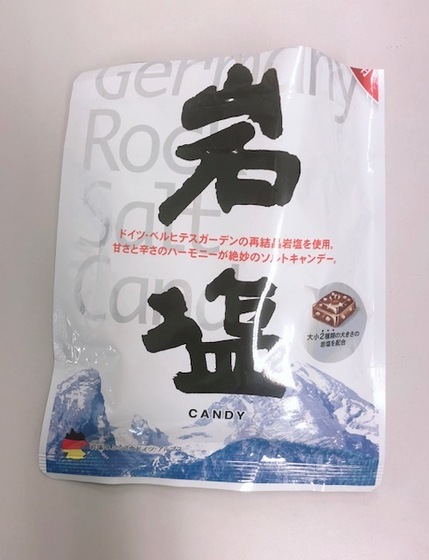 Germany
Rock
Salt
Candy
岩塩
ドイツ・ベルヒテスガーデンの再結晶岩塩を使用。
甘さと辛さのハーモニーが絶妙のソルトキャンデー。
大小2種類の大きさの
岩塩を配合
CANDY